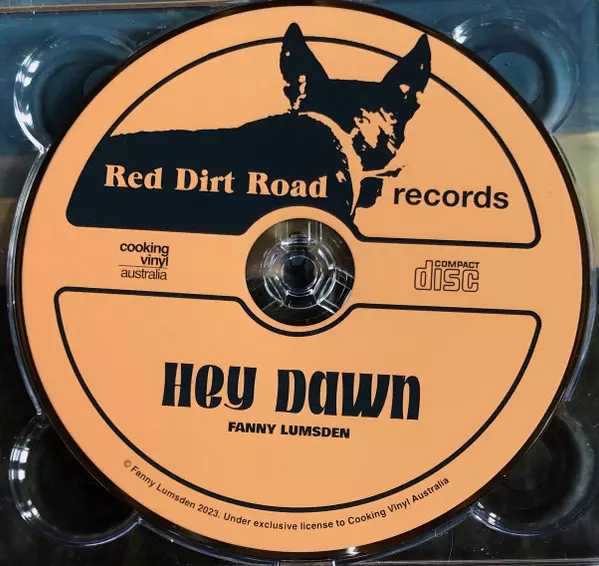 Red Dirt Road records
cooking
vinyl
australia
COMPACT
disc
Hey Dawn
FANNY LUMSDEN
© Fanny Lumsden 2023. Under exclusive license to Cooking Vinyl Australia